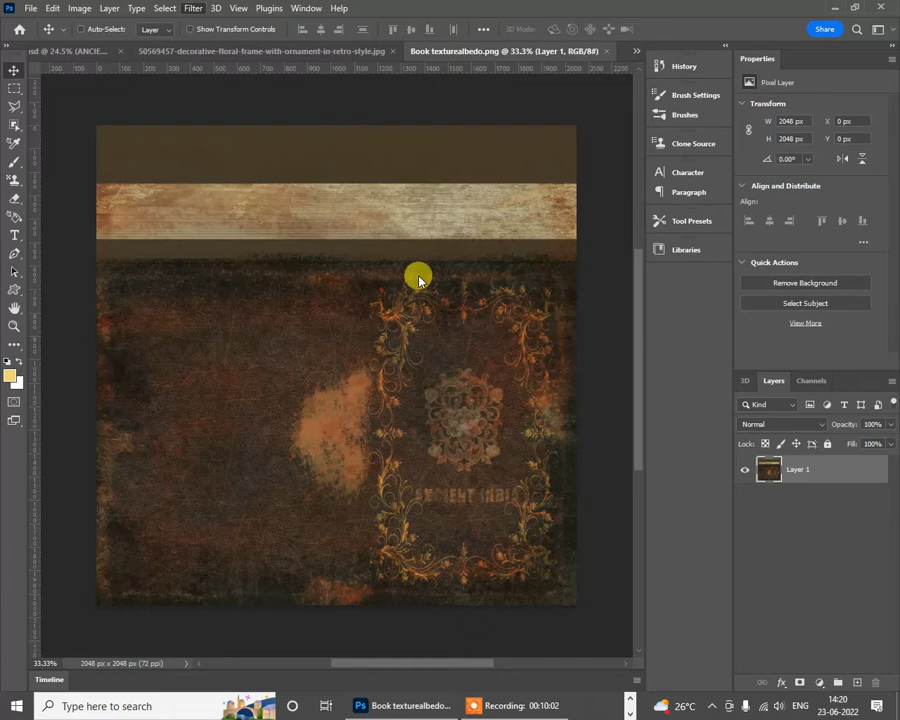 File Edit Image Layer Type Select Filter 3D View Plugins Window Help
Auto-Select: Layer Show Transform Controls 3D Mode: Share
sd @ 24.5% (ANCIE... 50569457-decorative-floral-frame-with-ornament-in-retro-style.jpg Book texturealbedo.png @ 33.3% (Layer 1, RGB/8#)
200 100 0 100 200 300 400 500 600 700 800 900 1000 1100 1200 1300 1400 1500 1600 1700 1800 1900 2000 2100 2200
History
Brush Settings
Brushes
Clone Source
Character
Paragraph
Tool Presets
Libraries
Properties
Pixel Layer
Transform
W 2048 px X 0 px
H 2048 px Y 0 px
0.00°
Align and Distribute
Align:
Quick Actions
Remove Background
Select Subject
View More
3D Layers Channels
Kind
Normal Opacity: 100%
Lock: Fill: 100%
Layer 1
ANCIENT INDI
33.33% 2048 px x 2048 px (72 ppi)
Timeline
Type here to search
Book texturealbedo...
Recording: 00:10:02
26°C
ENG
14:20
23-06-2022